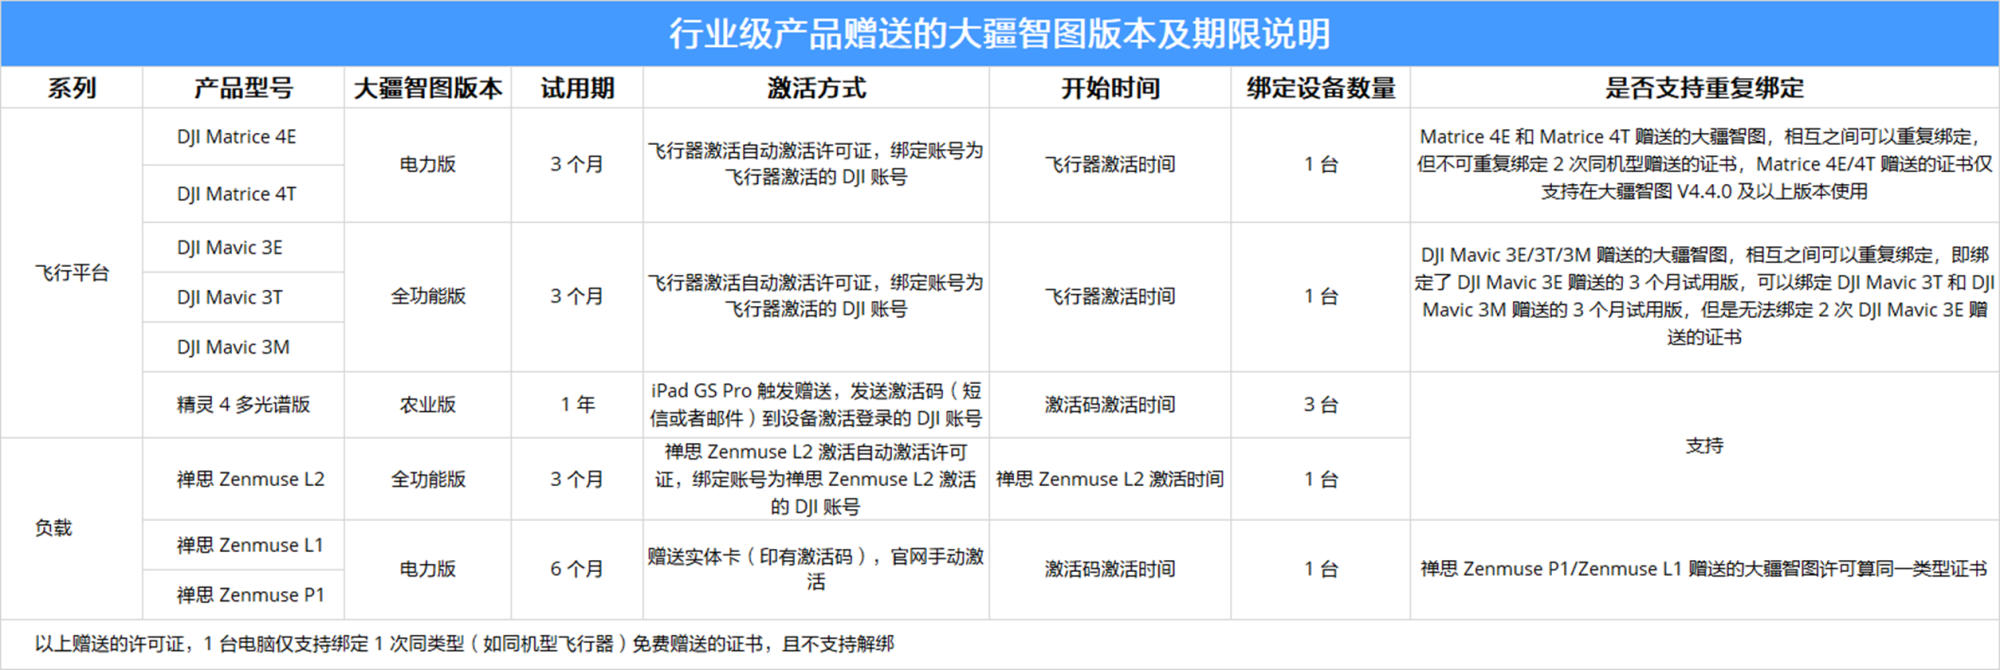 行业级产品赠送的大疆智图版本及期限说明
系列 产品型号 大疆智图版本 试用期 激活方式 开始时间 绑定设备数量 是否支持重复绑定
飞行平台
DJI Matrice 4E
DJI Matrice 4T
电力版
3 个月
飞行器激活自动激活许可证，绑定账号为
飞行器激活的 DJI 账号
飞行器激活时间
1 台
Matrice 4E 和 Matrice 4T 赠送的大疆智图，相互之间可以重复绑定，
但不可重复绑定 2 次同机型赠送的证书，Matrice 4E/4T 赠送的证书仅
支持在大疆智图 V4.4.0 及以上版本使用
DJI Mavic 3E
DJI Mavic 3T
DJI Mavic 3M
全功能版
3 个月
飞行器激活自动激活许可证，绑定账号为
飞行器激活的 DJI 账号
飞行器激活时间
1 台
DJI Mavic 3E/3T/3M 赠送的大疆智图，相互之间可以重复绑定，即绑
定了 DJI Mavic 3E 赠送的 3 个月试用版，可以绑定 DJI Mavic 3T 和 DJI
Mavic 3M 赠送的 3 个月试用版，但是无法绑定 2 次 DJI Mavic 3E 赠
送的证书
精灵 4 多光谱版
农业版
1 年
iPad GS Pro 触发赠送，发送激活码（短
信或者邮件）到设备激活登录的 DJI 账号
激活码激活时间
3 台
支持
负载
禅思 Zenmuse L2
全功能版
3 个月
禅思 Zenmuse L2 激活自动激活许可
证，绑定账号为禅思 Zenmuse L2 激活
的 DJI 账号
禅思 Zenmuse L2 激活时间
1 台
禅思 Zenmuse L1
禅思 Zenmuse P1
电力版
6 个月
赠送实体卡（印有激活码），官网手动激
活
激活码激活时间
1 台
禅思 Zenmuse P1/Zenmuse L1 赠送的大疆智图许可算同一类型证书
以上赠送的许可证，1 台电脑仅支持绑定 1 次同类型（如同机型飞行器）免费赠送的证书，且不支持解绑